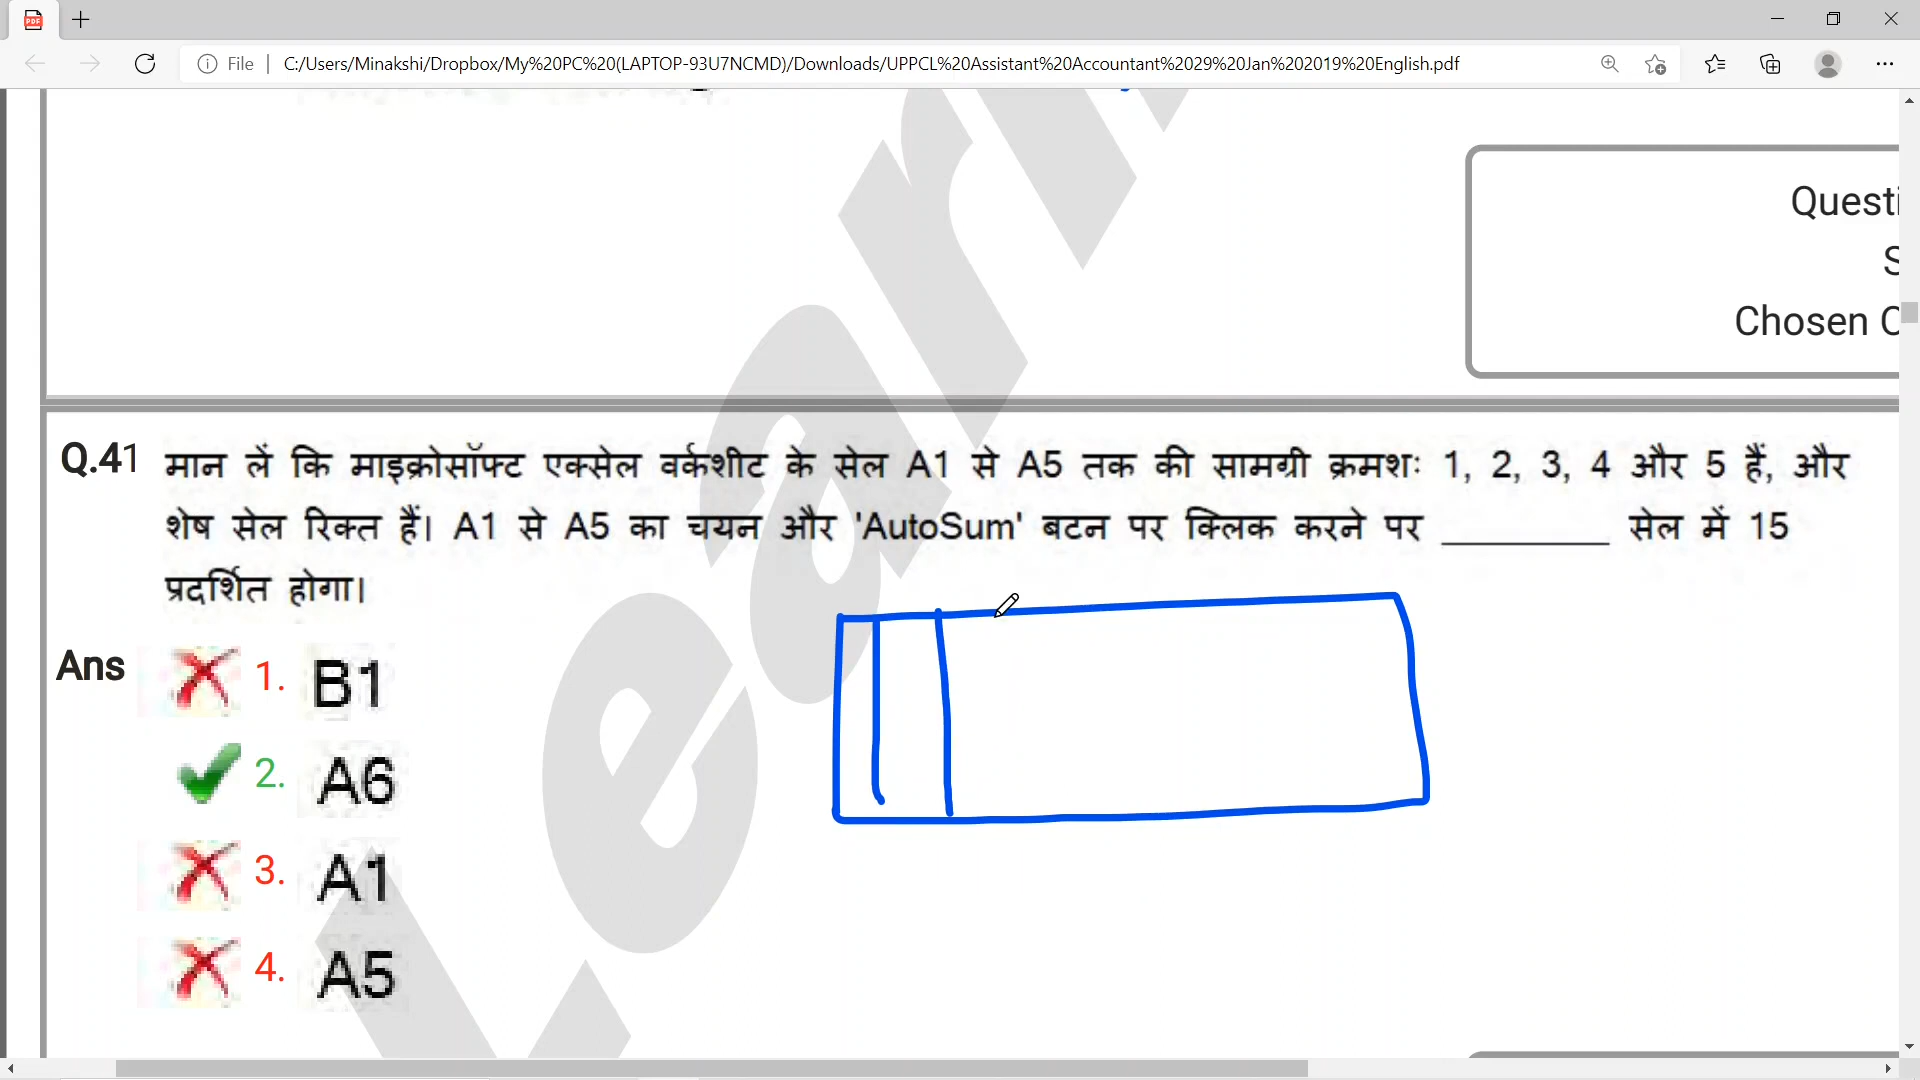 File | C:/Users/Minakshi/Dropbox/My%20PC%20(LAPTOP-93U7NCMD)/Downloads/UPPCL%20Assistant%20Accountant%2029%20Jan%202019%20English.pdf
Questi
S
Chosen O
Q.41 मान लें कि माइक्रोसॉफ्ट एक्सेल वर्कशीट के सेल A1 से A5 तक की सामग्री क्रमशः 1, 2, 3, 4 और 5 हैं, और
शेष सेल रिक्त हैं। A1 से A5 का चयन और 'AutoSum' बटन पर क्लिक करने पर __________ सेल में 15
प्रदर्शित होगा।
Ans 1. B1
2. A6
3. A1
4. A5
Learn